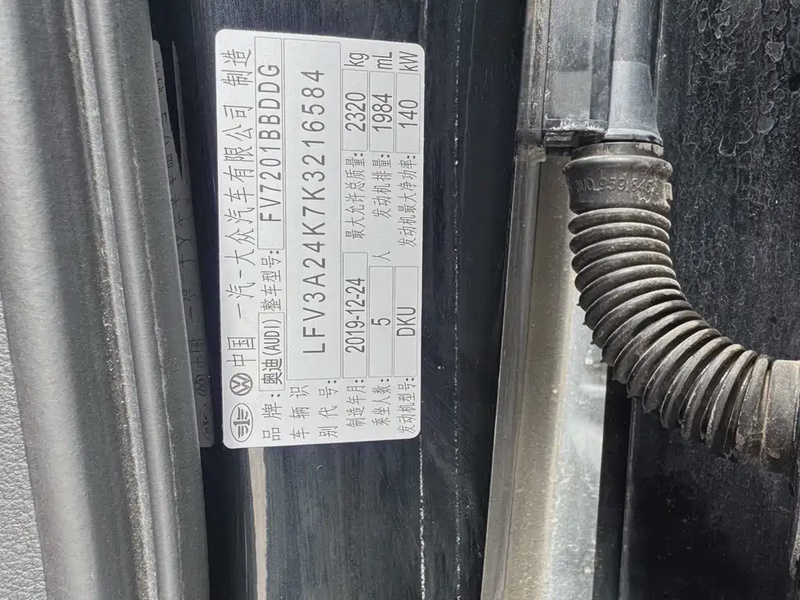 中国 一汽-大众汽车有限公司 制造
品牌: 奥迪(AUDI) 整车型号: FV7201BBDDG
车辆识别代号: LFV3A24K7K3216584
制造年月: 2019-12-24 最大允许总质量: 2320 kg
乘坐人数: 5 人 发动机排量: 1984 mL
发动机型号: DKU 发动机最大净功率: 140 kW